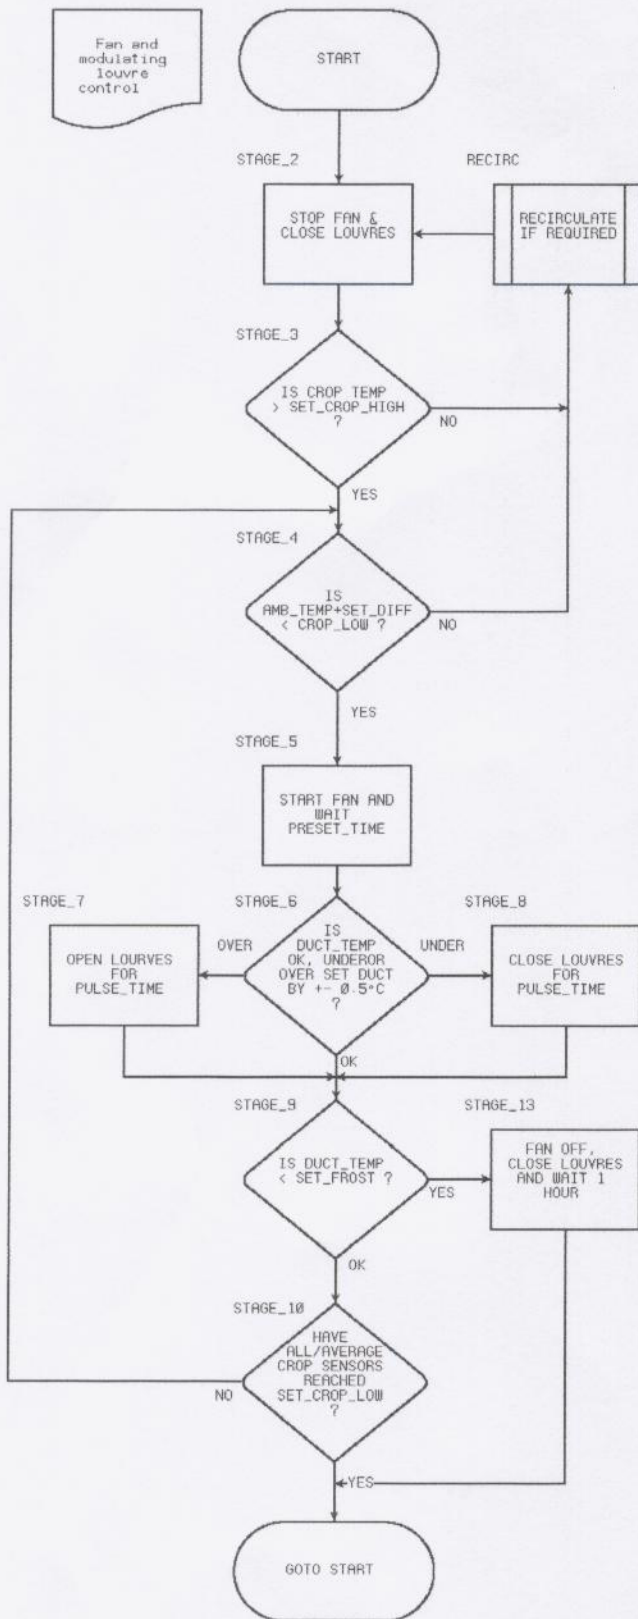 Fan and
modulating
louvre
control
START
STAGE_2
RECIRC
STOP FAN &
CLOSE LOUVRES
RECIRCULATE
IF REQUIRED
STAGE_3
IS CROP TEMP
> SET_CROP_HIGH
?
NO
YES
STAGE_4
IS
AMB_TEMP+SET_DIFF
< CROP_LOW ?
NO
YES
STAGE_5
START FAN AND
WAIT
PRESET_TIME
STAGE_7
STAGE_6
STAGE_8
OPEN LOURVES
FOR
PULSE_TIME
OVER
IS
DUCT_TEMP
OK, UNDEROR
OVER SET DUCT
BY +- 0.5°C
?
UNDER
CLOSE LOUVRES
FOR
PULSE_TIME
OK
STAGE_9
STAGE_13
IS DUCT_TEMP
< SET_FROST ?
YES
FAN OFF,
CLOSE LOUVRES
AND WAIT 1
HOUR
OK
STAGE_10
HAVE
ALL/AVERAGE
CROP SENSORS
REACHED
SET_CROP_LOW
?
NO
YES
GOTO START